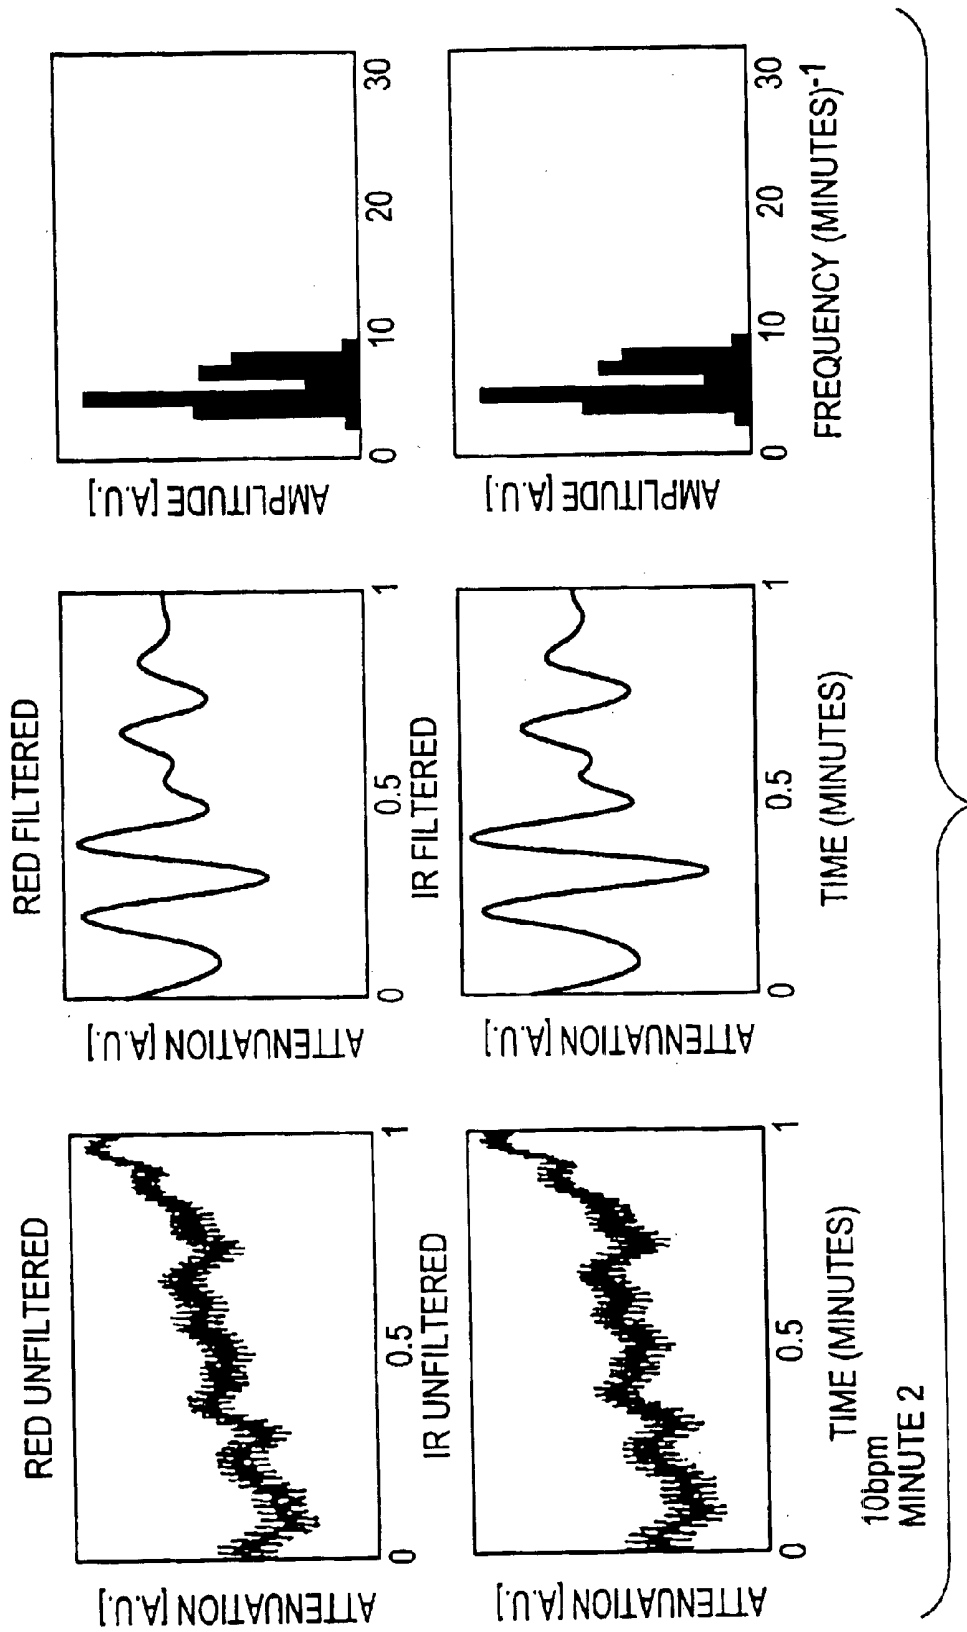 RED UNFILTERED
ATTENUATION [A.U.]
0
0.5
1
RED FILTERED
ATTENUATION [A.U.]
0
0.5
1
AMPLITUDE [A.U.]
0
10
20
30
IR UNFILTERED
ATTENUATION [A.U.]
0
0.5
1
TIME (MINUTES)
IR FILTERED
ATTENUATION [A.U.]
0
0.5
1
TIME (MINUTES)
AMPLITUDE [A.U.]
0
10
20
30
FREQUENCY (MINUTES)-1
10bpm
MINUTE 2